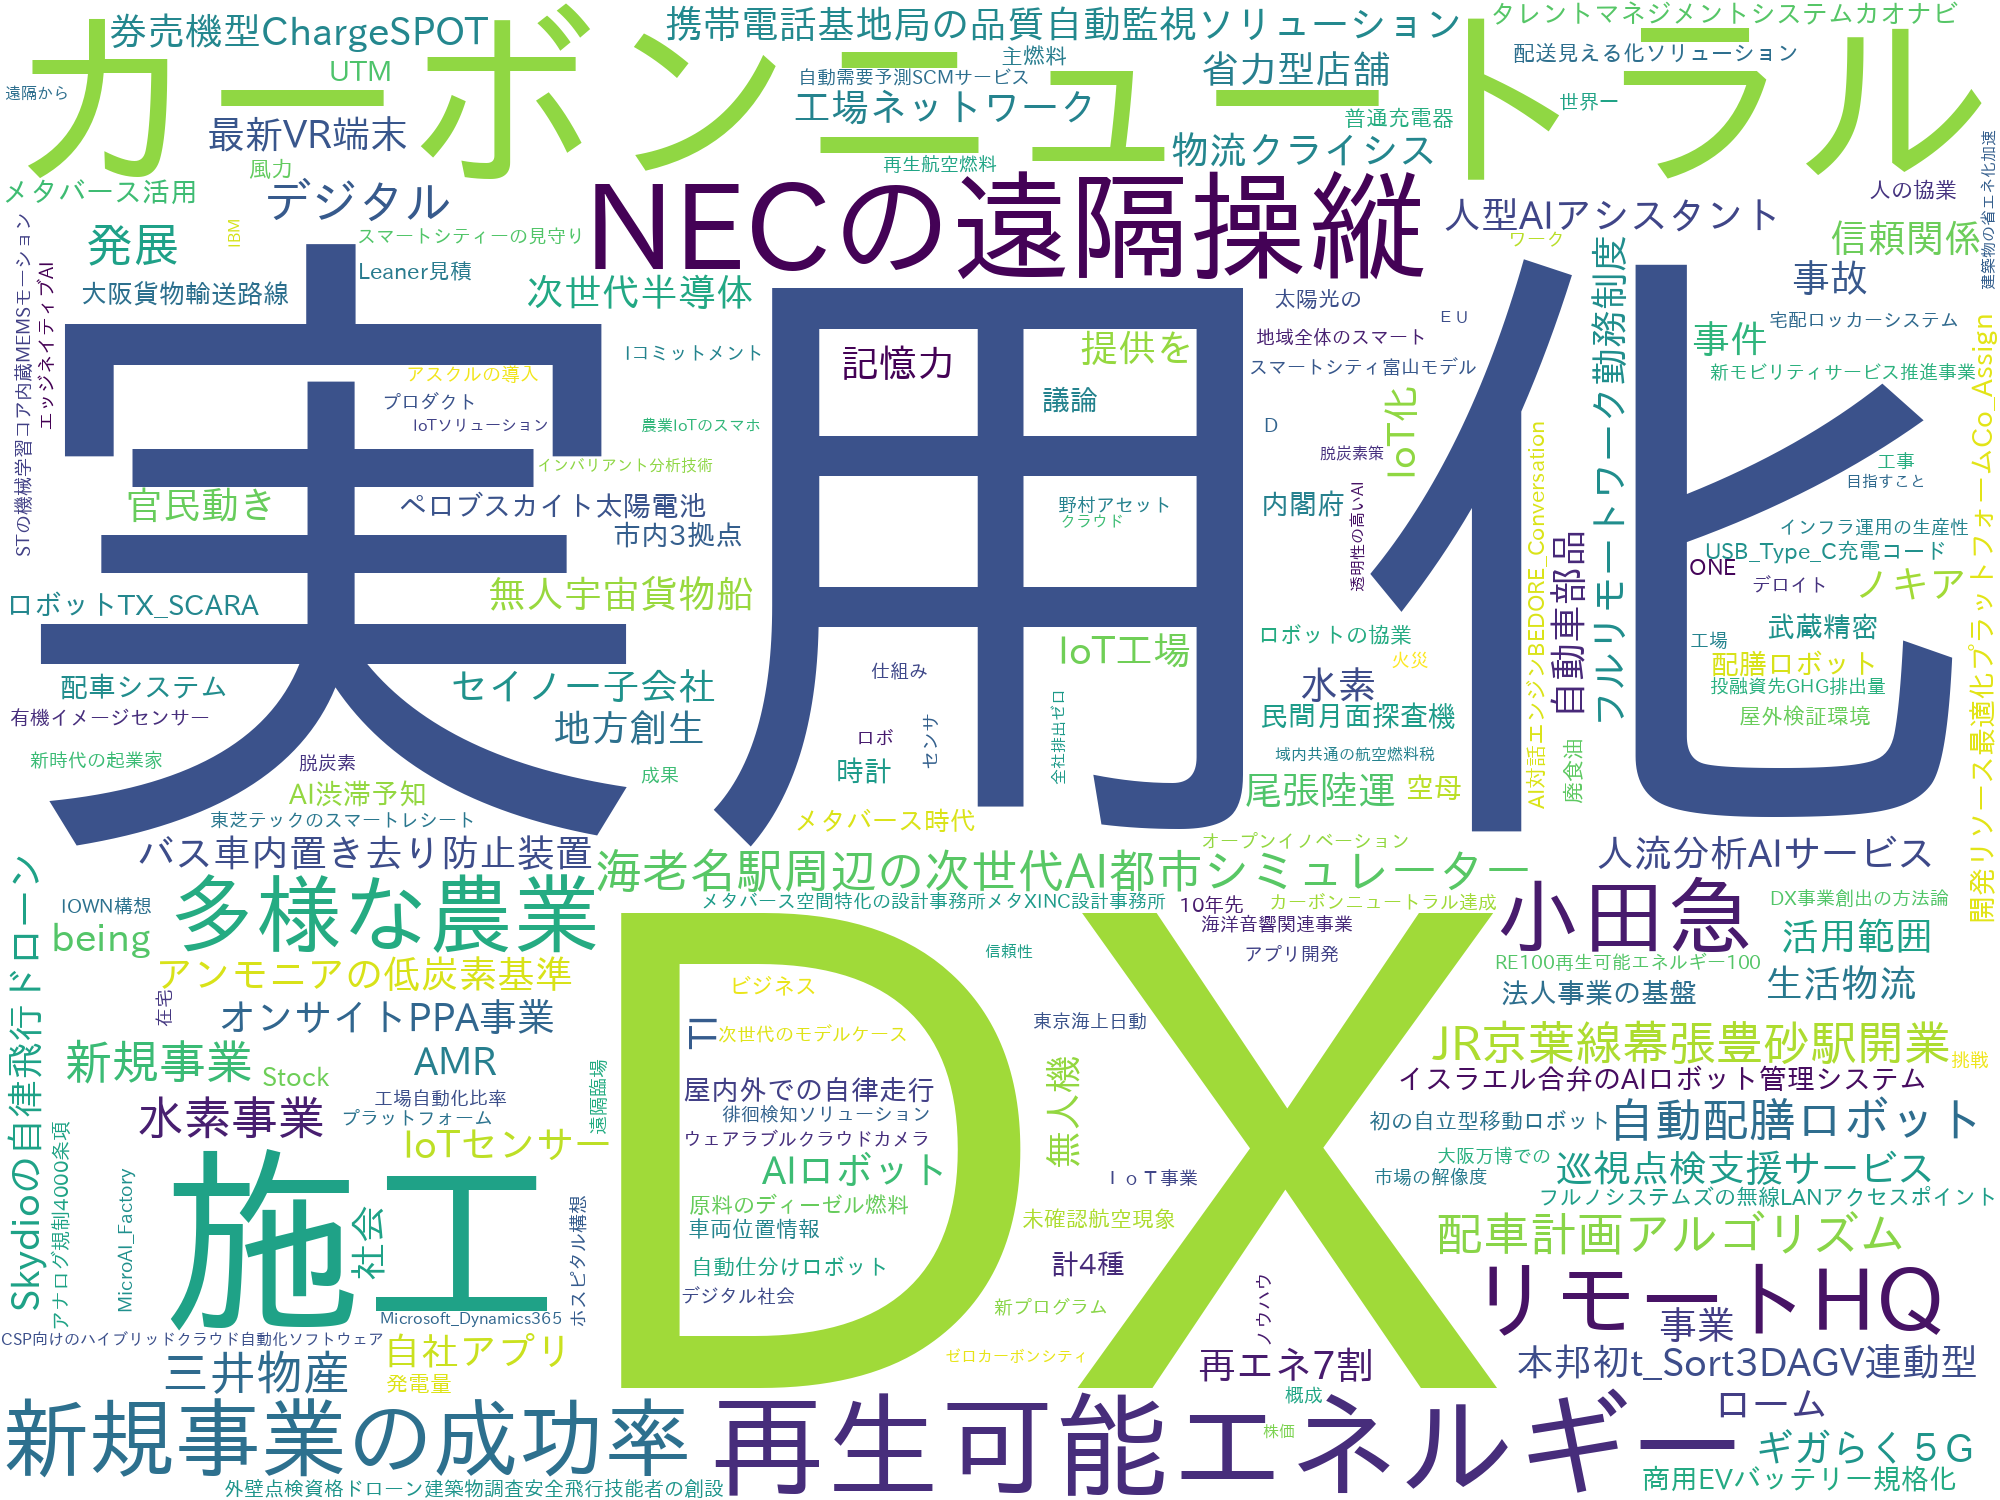 カーボンニュートラル
券売機型ChargeSPOT
携帯電話基地局の品質自動監視ソリューション
タレントマネジメントシステムカオナビ
主燃料
配送見える化ソリューション
UTM
自動需要予測SCMサービス
省力型店舗
遠隔から
工場ネットワーク
世界一
普通充電器
最新VR端末
物流クライシス
再生航空燃料
風力
建築物の省エネ化加速
メタバース活用
デジタル
NECの遠隔操縦
人の協業
人型AIアシスタント
IBM
発展
スマートシティーの見守り
ワーク
信頼関係
Leaner見積
大阪貨物輸送路線
次世代半導体
太陽光の
事故
STの機械学習コア内蔵MEMSモーション
エッジネイティブAI
実用化
EU
宅配ロッカーシステム
地域全体のスマート
事件
Iコミットメント
記憶力
提供を
スマートシティ富山モデル
新モビリティサービス推進事業
アスクルの導入
プロダクト
議論
IoT化
フルリモートワーク勤務制度
IoTソリューション
農業IoTのスマホ
D
脱炭素策
インバリアント分析技術
工事
目指すこと
官民動き
ペロブスカイト太陽電池
野村アセット
クラウド
内閣府
透明性の高いAI
市内3拠点
インフラ運用の生産性
USB_Type_C充電コード
ONE
デロイト
ノキア
無人宇宙貨物船
ロボットTX_SCARA
AI対話エンジンBEDORE_Conversation
自動車部品
開発リソース最適化プラットフォームCo_Assign
武蔵精密
ロボットの協業
工場
IoT工場
火災
配膳ロボット
仕組み
配車システム
セイノー子会社
水素
投融資先GHG排出量
有機イメージセンサー
地方創生
民間月面探査機
屋外検証環境
ロボ
センサ
全社排出ゼロ
新時代の起業家
脱炭素
成果
時計
域内共通の航空燃料税
廃食油
AI渋滞予知
尾張陸運
空母
東芝テックのスマートレシート
メタバース時代
オープンイノベーション
バス車内置き去り防止装置
海老名駅周辺の次世代AI都市シミュレーター
人流分析AIサービス
Skydioの自律飛行ドローン
IOWN構想
多様な農業
メタバース空間特化の設計事務所メタXINC設計事務所
10年先
カーボンニュートラル達成
小田急
DX事業創出の方法論
being
海洋音響関連事業
活用範囲
信頼性
アプリ開発
RE100再生可能エネルギー100
アンモニアの低炭素基準
DX
ビジネス
法人事業の基盤
生活物流
在宅
オンサイトPPA事業
IT
次世代のモデルケース
東京海上日動
JR京葉線幕張豊砂駅開業
挑戦
新規事業
AMR
Stock
遠隔臨場
屋内外での自律走行
無人機
イスラエル合弁のAIロボット管理システム
工場自動化比率
プラットフォーム
徘徊検知ソリューション
初の自立型移動ロボット
自動配膳ロボット
水素事業
IoTセンサー
ウェアラブルクラウドカメラ
大阪万博での
アナログ規制4000条項
AIロボット
IoT事業
市場の解像度
巡視点検支援サービス
フルノシステムズの無線LANアクセスポイント
MicroAI_Factory
施工
社会
ホスピタル構想
原料のディーゼル燃料
車両位置情報
未確認航空現象
配車計画アルゴリズム
自動仕分けロボット
計4種
デジタル社会
ノウハウ
リモートHQ
新プログラム
Microsoft_Dynamics365
事業
CSP向けのハイブリッドクラウド自動化ソフトウェア
自社アプリ
ゼロカーボンシティ
三井物産
発電量
再エネ7割
本邦初t_Sort3DAGV連動型
概成
ローム
新規事業の成功率
再生可能エネルギー
株価
ギガらく5G
外壁点検資格ドローン建築物調査安全飛行技能者の創設
商用EVバッテリー規格化